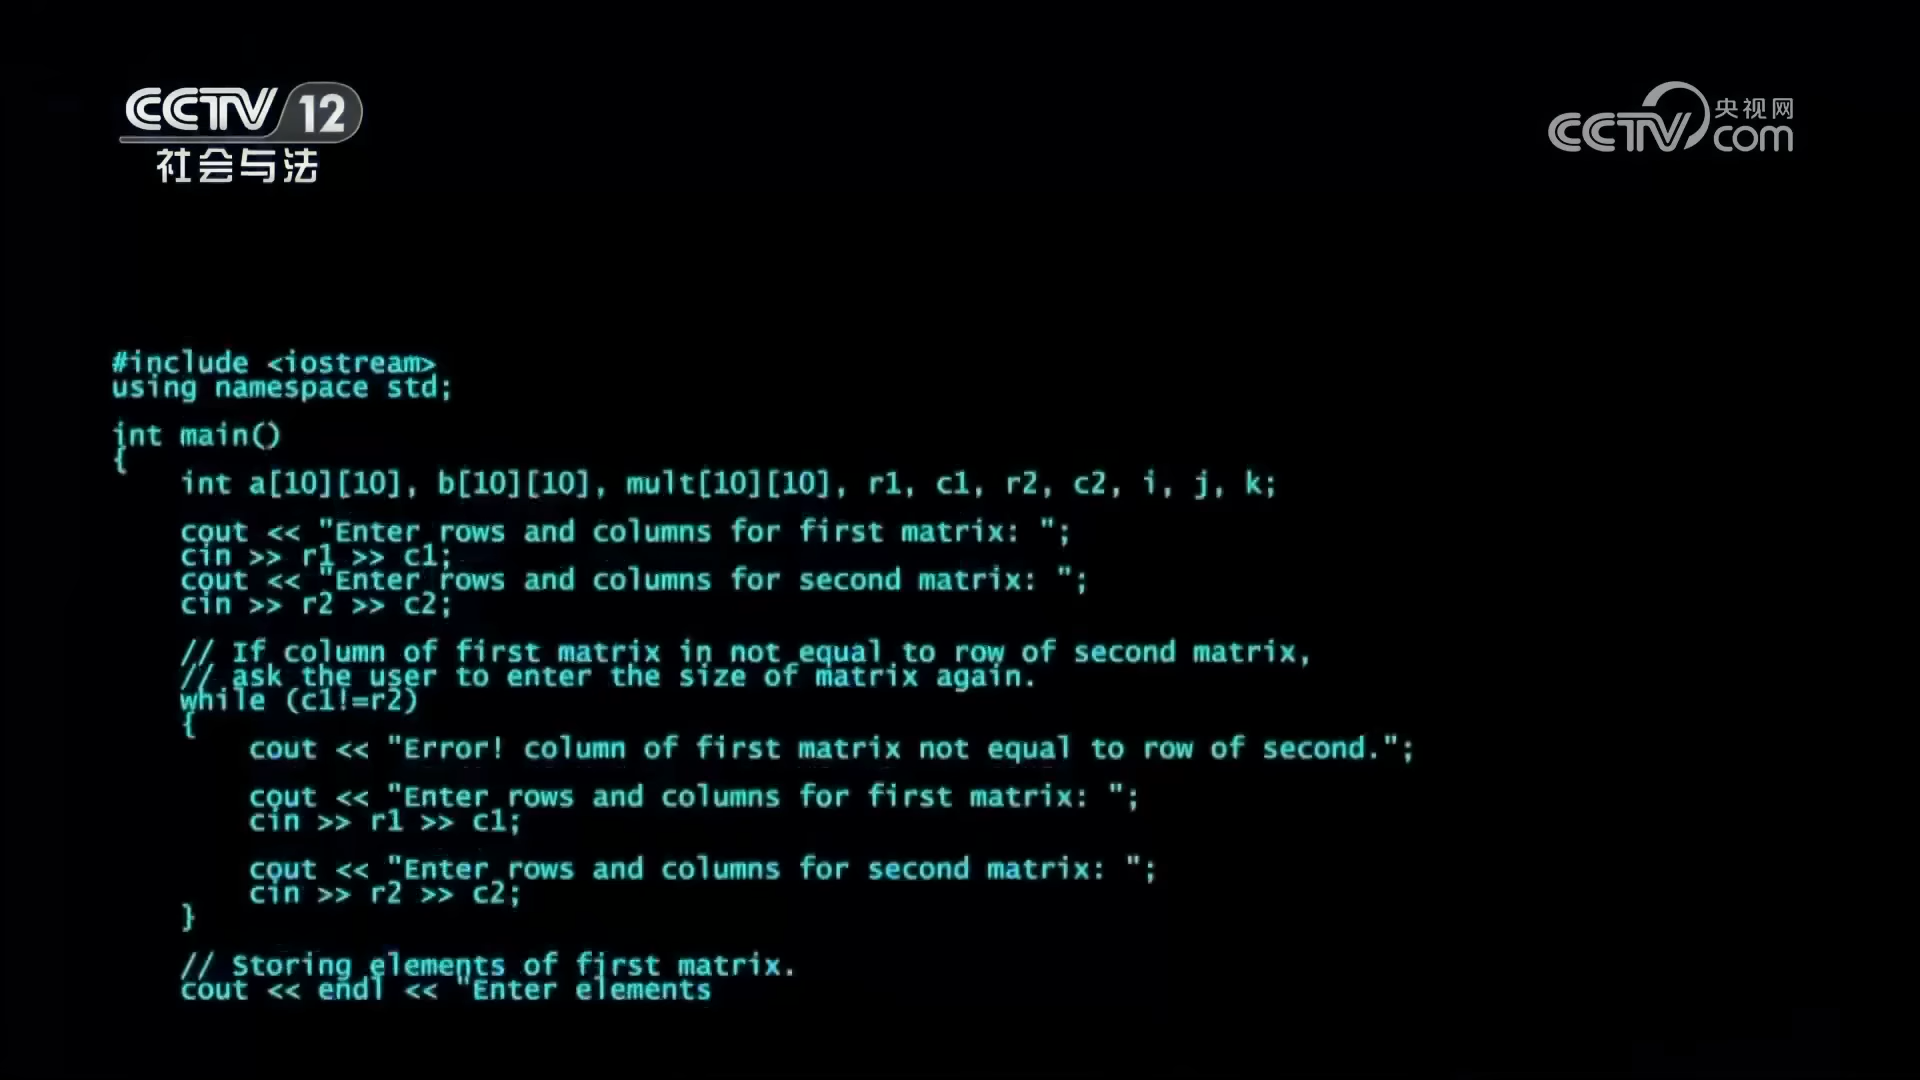 CCTV 12
社会与法
央视网
CCTV com
#include <iostream>
using namespace std;
int main()
{
    int a[10][10], b[10][10], mult[10][10], r1, c1, r2, c2, i, j, k;
    cout << "Enter rows and columns for first matrix: ";
    cin >> r1 >> c1;
    cout << "Enter rows and columns for second matrix: ";
    cin >> r2 >> c2;
    // If column of first matrix in not equal to row of second matrix,
    // ask the user to enter the size of matrix again.
    while (c1!=r2)
    {
        cout << "Error! column of first matrix not equal to row of second.";
        cout << "Enter rows and columns for first matrix: ";
        cin >> r1 >> c1;
        cout << "Enter rows and columns for second matrix: ";
        cin >> r2 >> c2;
    }
    // Storing elements of first matrix.
    cout << endl << "Enter elements